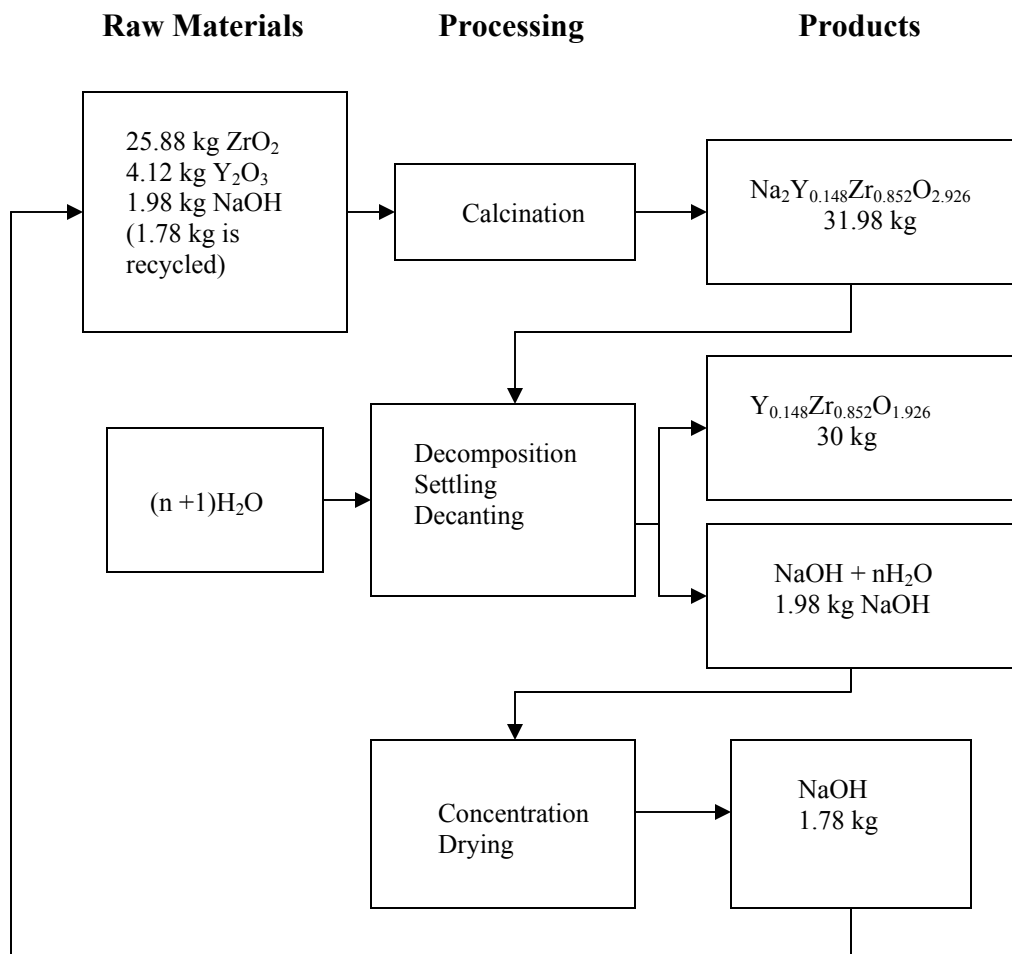 Raw Materials
Processing
Products
25.88 kg ZrO₂
4.12 kg Y₂O₃
1.98 kg NaOH
(1.78 kg is
recycled)
Calcination
Na₂Y₀.₁₄₈Zr₀.₈₅₂O₂.₉₂₆
31.98 kg
(n +1)H₂O
Decomposition
Settling
Decanting
Y₀.₁₄₈Zr₀.₈₅₂O₁.₉₂₆
30 kg
NaOH + nH₂O
1.98 kg NaOH
Concentration
Drying
NaOH
1.78 kg